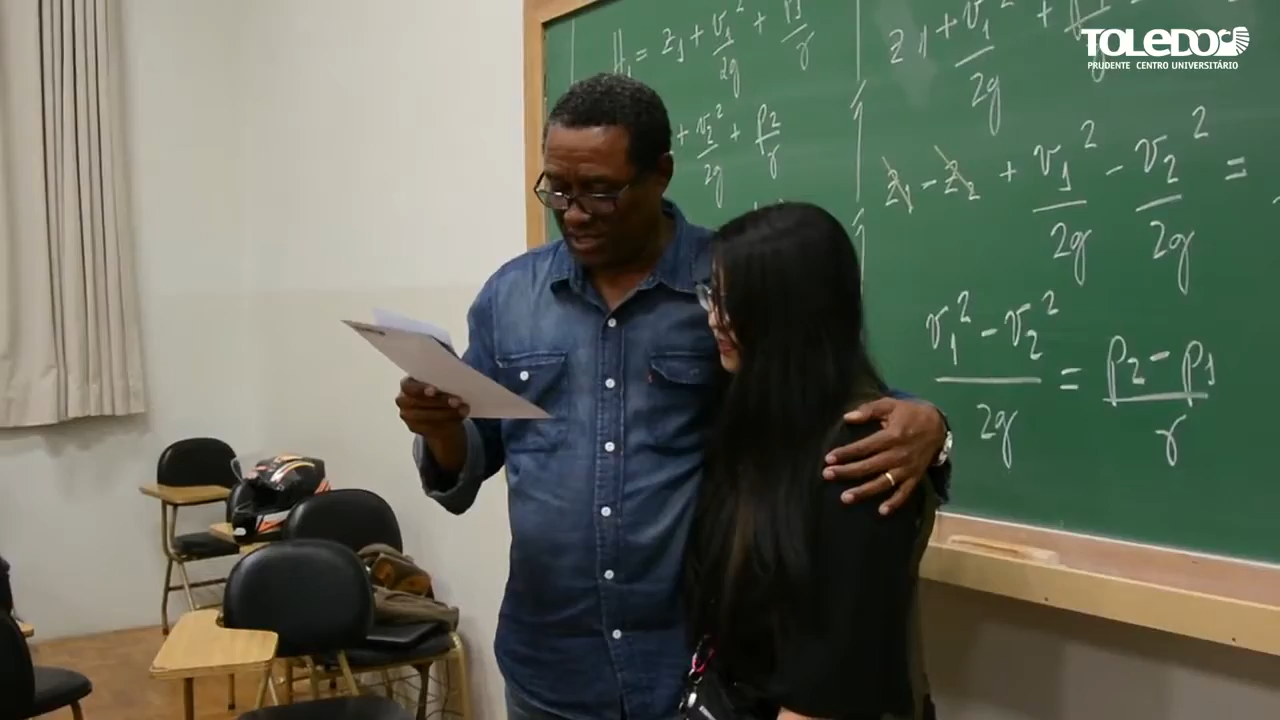 TOLEDO
PRUDENTE CENTRO UNIVERSITÁRIO
H₁ = z₁ + v₁²/2g + p₁/γ
+ v₂²/2g + p₂/γ
z₁ + v₁²/2g +
z₁ - z₂ + v₁²/2g - v₂²/2g =
v₁² - v₂²/2g = p₂ - p₁/γ